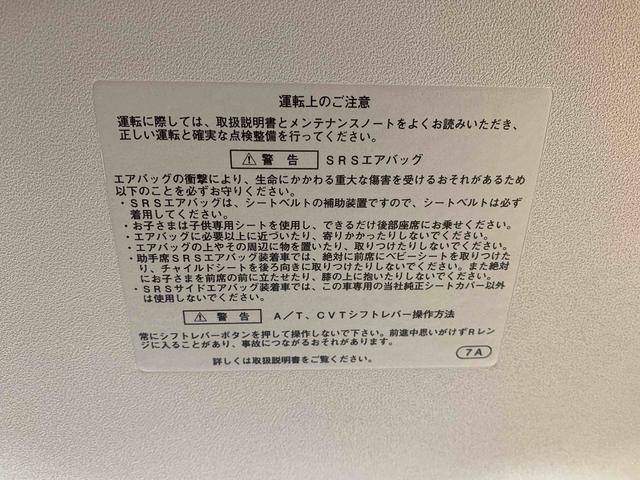 運転上のご注意
運転に際しては、取扱説明書とメンテナンスノートをよくお読みいただき、
正しい運転と確実な点検整備を行ってください。
⚠警告 SRSエアバッグ
エアバッグの衝撃により、生命にかかわる重大な傷害を受けるおそれがあるため
以下のことを必ずお守りください。
・SRSエアバッグは、シートベルトの補助装置ですので、シートベルトは必ず
着用してください。
・お子さまは子供専用シートを使用し、できるだけ後部座席にお乗せください。
・エアバッグに必要以上に近づいたり、寄りかかったりしないでください。
・エアバッグの上やその周辺に物を置いたり、取りつけたりしないでください。
・助手席SRSエアバッグ装着車では、絶対に前席にベビーシートを取りつけた
り、チャイルドシートを後ろ向きに取りつけたりしないでください。また絶対
にお子さまを前席の前に立たせたり、膝の上に抱いたりしないでください。
・SRSサイドエアバッグ装着車では、この車専用の当社純正シートカバー以外
は使用しないでください。
⚠警告 A/T、CVTシフトレバー操作方法
常にシフトレバーボタンを押して操作しないで下さい。前進中思いがけずRレン
ジに入ることがあり、事故につながるおそれがあります。
詳しくは取扱説明書をご覧ください。
7A